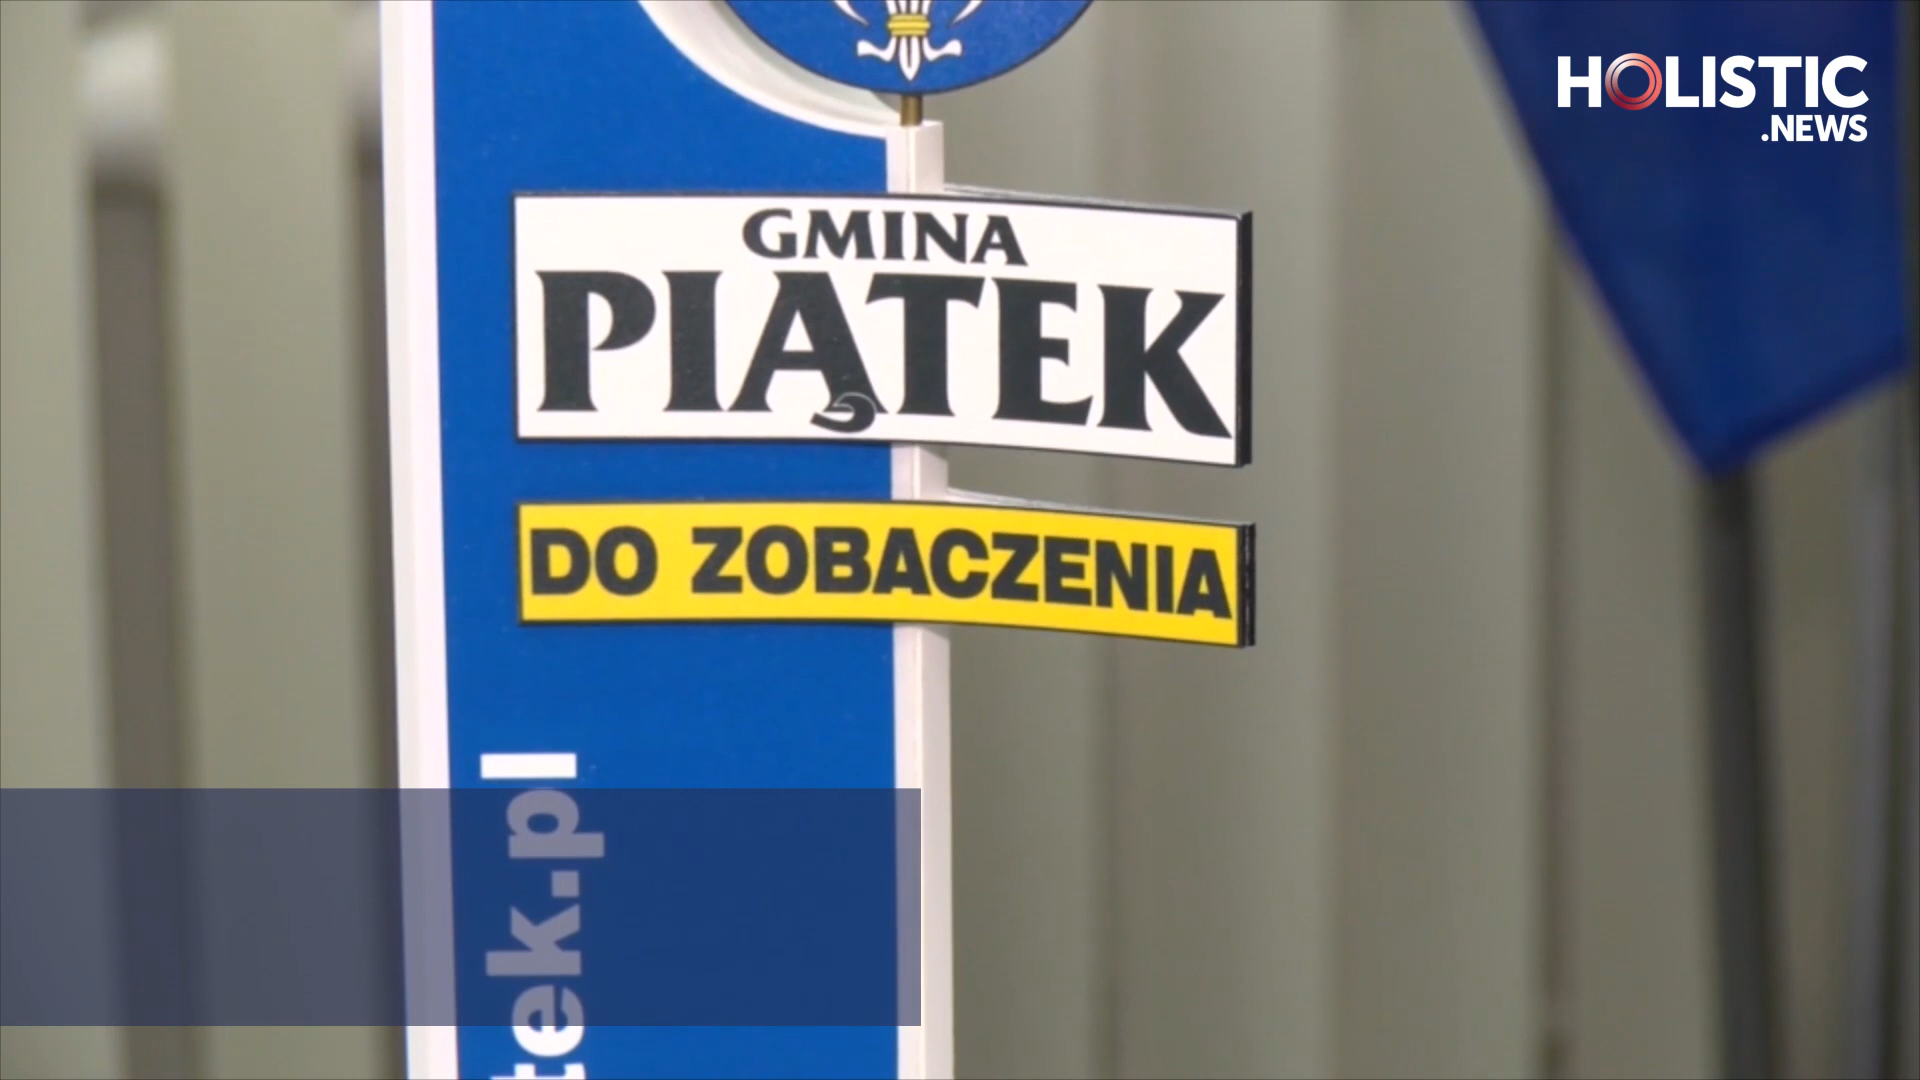 HOLISTIC
.NEWS
GMINA
PIĄTEK
DO ZOBACZENIA
tek.pl